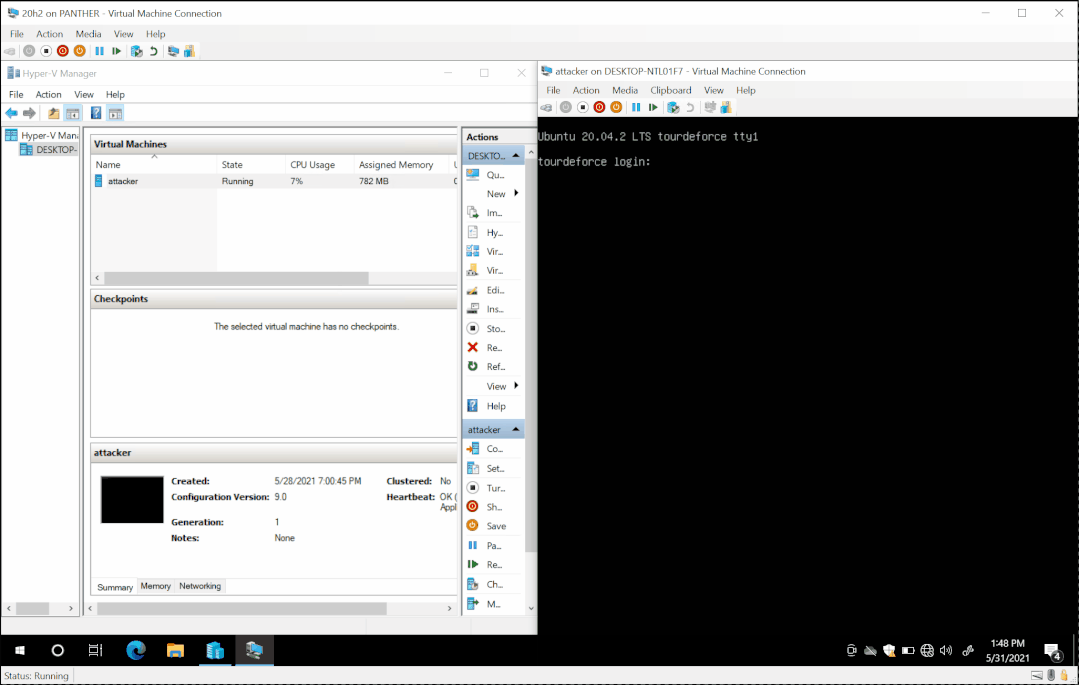 20h2 on PANTHER - Virtual Machine Connection
File Action Media View Help
Hyper-V Manager
File Action View Help
Hyper-V Mana
DESKTOP-
Virtual Machines
Name State CPU Usage Assigned Memory
attacker Running 7% 782 MB
Checkpoints
The selected virtual machine has no checkpoints.
attacker
Created: 5/28/2021 7:00:45 PM Clustered: No
Configuration Version: 9.0 Heartbeat: OK (
Appl
Generation: 1
Notes: None
Summary Memory Networking
Actions
DESKTO...
Qu...
New
Im...
Hy...
Vir...
Vir...
Edi...
Ins...
Sto...
Re...
Ref...
View
Help
attacker
Co...
Set...
Tur...
Sh...
Save
Pa...
Re...
Ch...
M...
attacker on DESKTOP-NTL01F7 - Virtual Machine Connection
File Action Media Clipboard View Help
Ubuntu 20.04.2 LTS tourdeforce tty1
tourdeforce login:
1:48 PM
5/31/2021
4
Status: Running